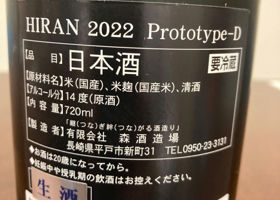 HIRAN 2022 Prototype-D
【品 目】日本酒
要冷蔵
【原材料名】米(国産)、米麹(国産米)、清酒
【アルコール分】14度(原酒)
【内 容 量】720ml
「継(つな)ぎ幹(つな)がる酒造り」
【製 造 者】有限会社 森酒造場
長崎県平戸市新町31 TEL0950-23-3131
◆お酒は20歳になってから。
◆妊娠中や授乳期の飲酒はお控えください。
生酒